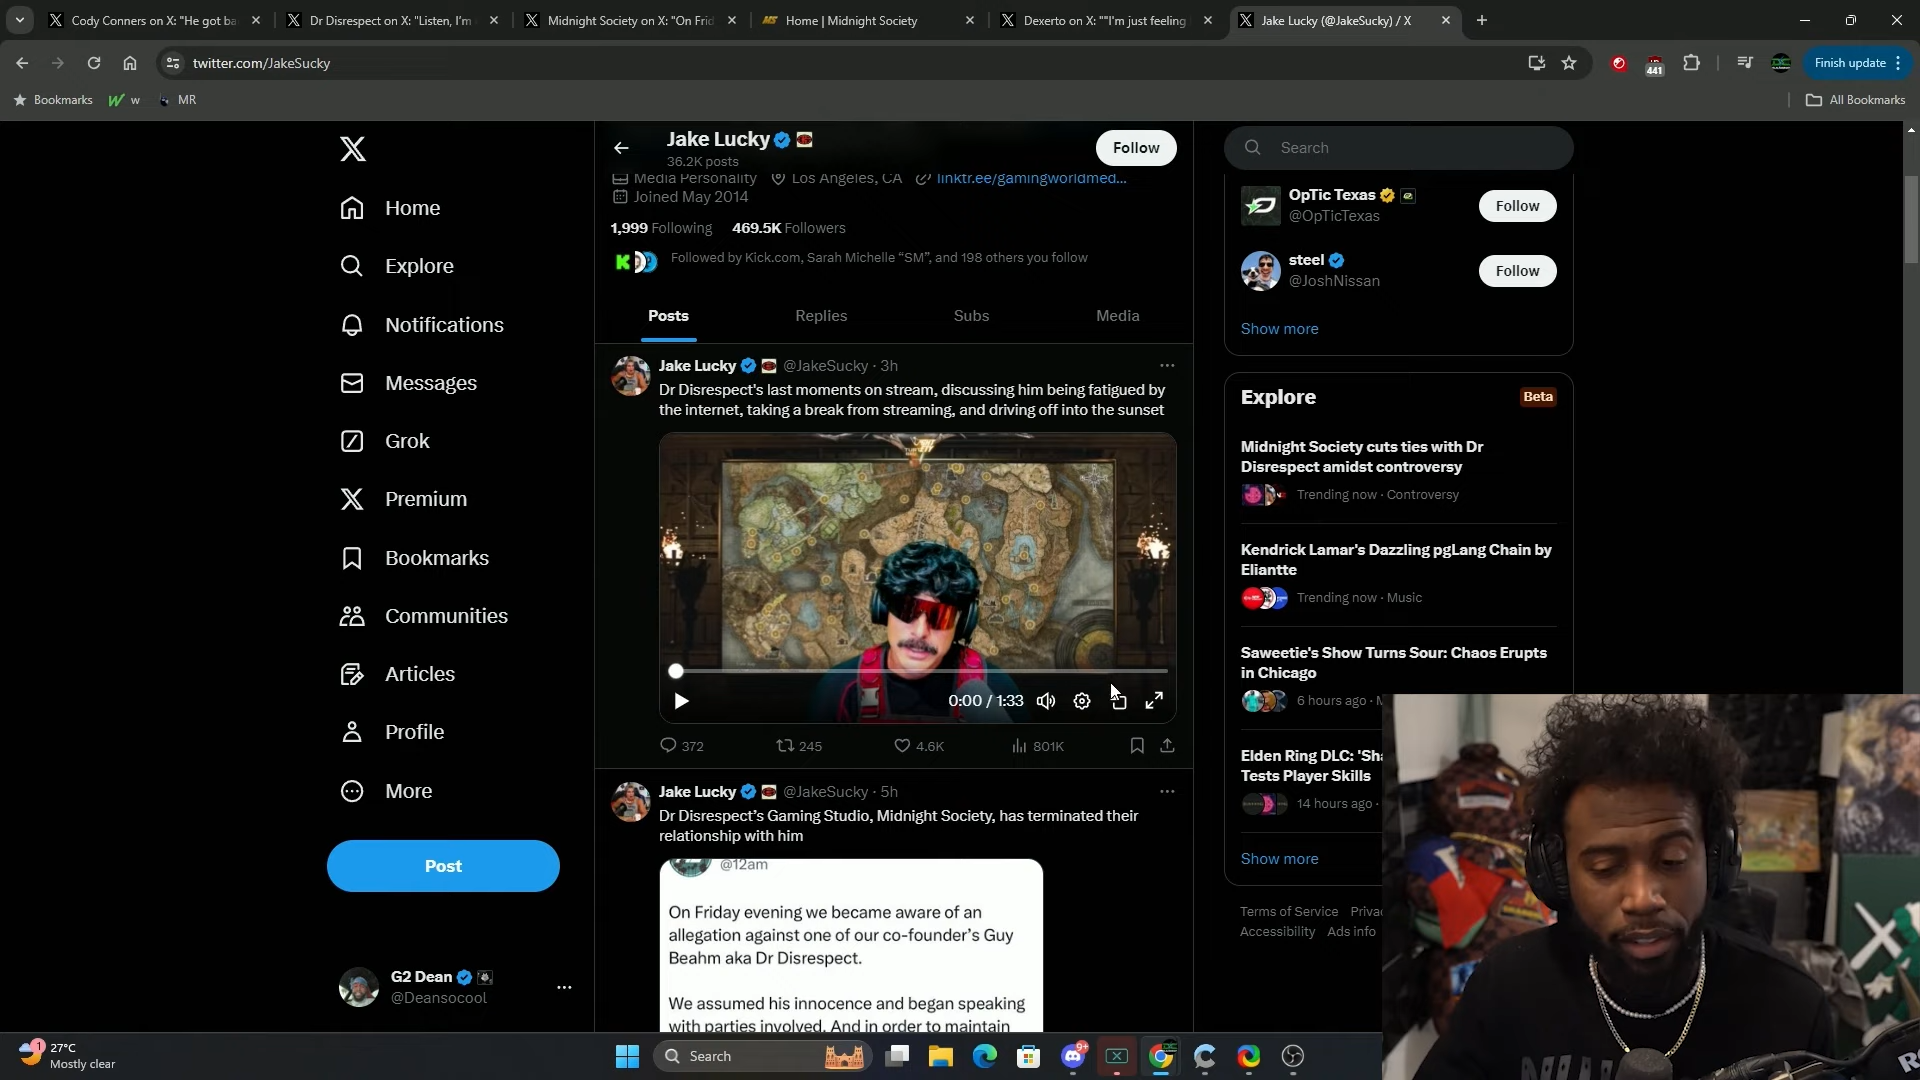 Cody Conners on X: "He got ba
Dr Disrespect on X: "Listen, I'm
Midnight Society on X: "On Frid
Home | Midnight Society
Dexerto on X: ""I'm just feeling
Jake Lucky (@JakeSucky) / X
twitter.com/JakeSucky
441
Finish update
Bookmarks
w
MR
All Bookmarks
Home
Explore
Notifications
Messages
Grok
Premium
Bookmarks
Communities
Articles
Profile
More
Post
G2 Dean
@Deansocool
Jake Lucky
36.2K posts
Follow
Media Personality Los Angeles, CA linktr.ee/gamingworldmed...
Joined May 2014
1,999 Following 469.5K Followers
Followed by Kick.com, Sarah Michelle “SM”, and 198 others you follow
Posts Replies Subs Media
Jake Lucky @JakeSucky · 3h
Dr Disrespect's last moments on stream, discussing him being fatigued by
the internet, taking a break from streaming, and driving off into the sunset
0:00 / 1:33
372 245 4.6K 801K
Jake Lucky @JakeSucky · 5h
Dr Disrespect’s Gaming Studio, Midnight Society, has terminated their
relationship with him
@12am
On Friday evening we became aware of an
allegation against one of our co-founder’s Guy
Beahm aka Dr Disrespect.
We assumed his innocence and began speaking
with parties involved. And in order to maintain
Search
OpTic Texas
@OpTicTexas
Follow
steel
@JoshNissan
Follow
Show more
Explore
Beta
Midnight Society cuts ties with Dr
Disrespect amidst controversy
Trending now · Controversy
Kendrick Lamar's Dazzling pgLang Chain by
Eliantte
Trending now · Music
Saweetie's Show Turns Sour: Chaos Erupts
in Chicago
6 hours ago ·
Elden Ring DLC: 'Sha
Tests Player Skills
14 hours ago ·
Show more
Terms of Service Privac
Accessibility Ads info
1
27°C
Mostly clear
Search
9+